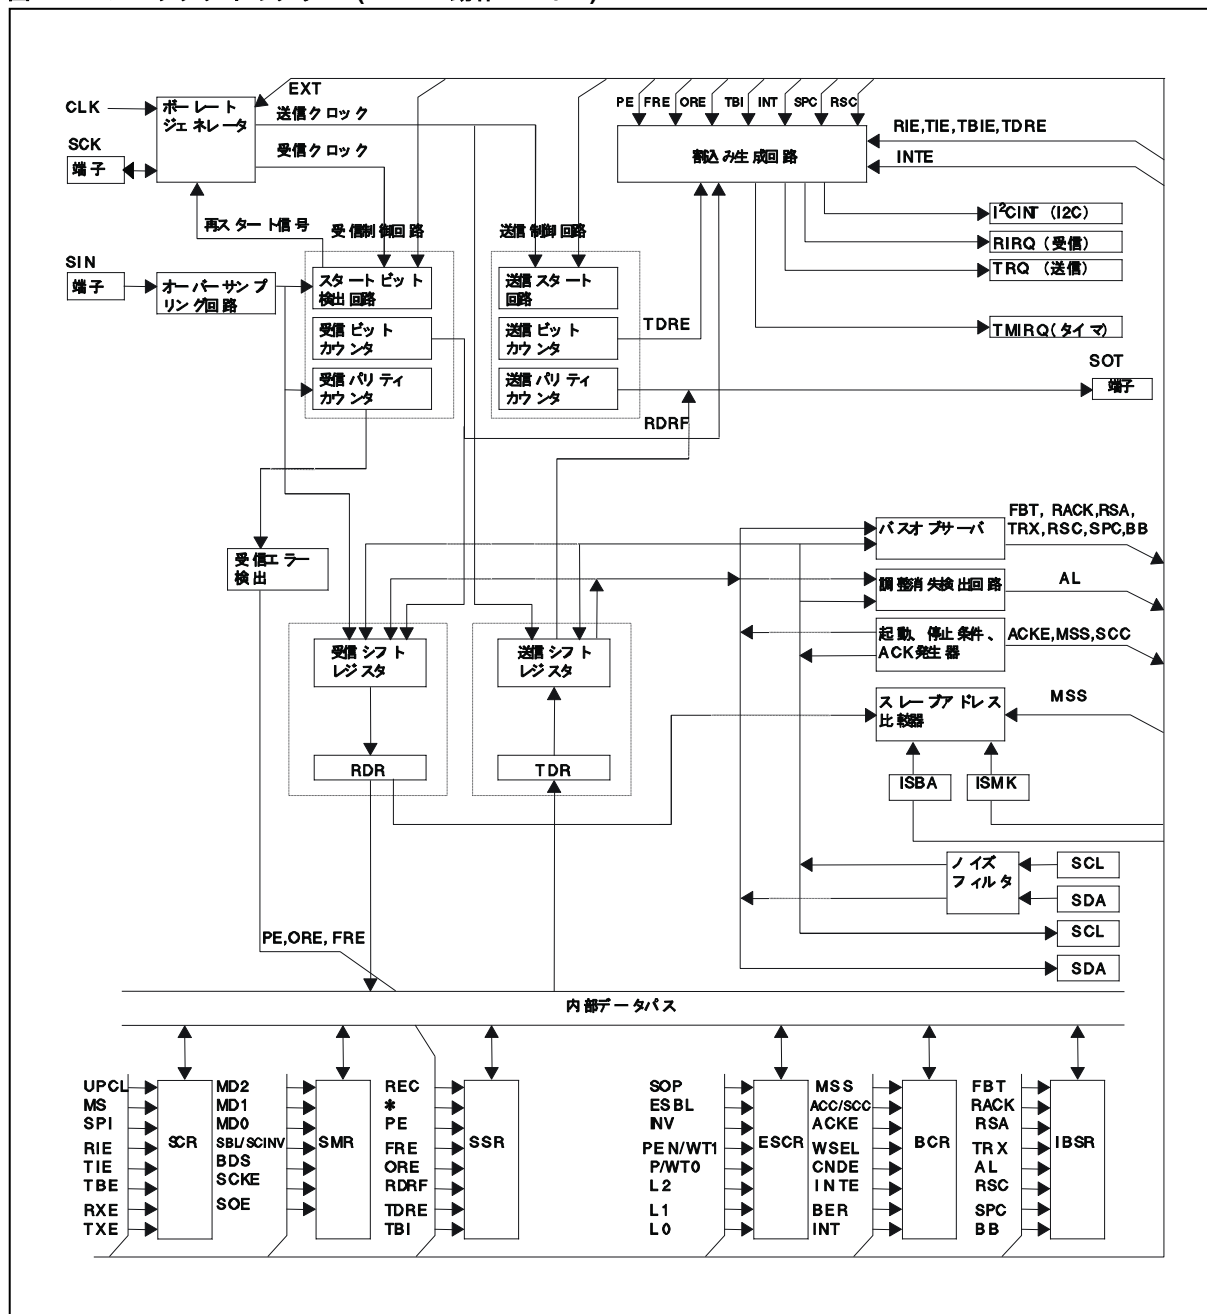 EXT
PE FRE ORE TBI INT SPC RSC
CLK
ボーレート
ジェネレータ
送信クロック
RIE,TIE,TBIE,TDRE
SCK
端子
受信クロック
割込み生成回路
INTE
再スタート信号
受信制御回路
送信制御回路
I²CINT (I2C)
RIRQ (受信)
TRQ (送信)
TMIRQ(タイマ)
SIN
端子
オーバーサンプ
リング回路
スタートビット
検出回路
受信ビット
カウンタ
受信パリティ
カウンタ
送信スタート
回路
送信ビット
カウンタ
送信パリティ
カウンタ
TDRE
RDRF
SOT
端子
受信エラー
検出
バスオブサーバ
FBT, RACK,RSA,
TRX,RSC,SPC,BB
調整消失検出回路
AL
起動、停止条件、
ACK発生器
ACKE,MSS,SCC
受信シフト
レジスタ
送信シフト
レジスタ
スレーブアドレス
比較器
MSS
RDR
TDR
ISBA
ISMK
ノイズ
フィルタ
SCL
SDA
SCL
SDA
PE,ORE, FRE
内部データバス
UPCL
MS
SPI
RIE
TIE
TBE
RXE
TXE
SCR
MD2
MD1
MD0
SBL/SCINV
BDS
SCKE
SOE
SMR
REC
*
PE
FRE
ORE
RDRF
TDRE
TBI
SSR
SOP
ESBL
INV
PEN/WT1
P/WT0
L2
L1
L0
ESCR
MSS
ACC/SCC
ACKE
WSEL
CNDE
INTE
BER
INT
BCR
FBT
RACK
RSA
TRX
AL
RSC
SPC
BB
IBSR